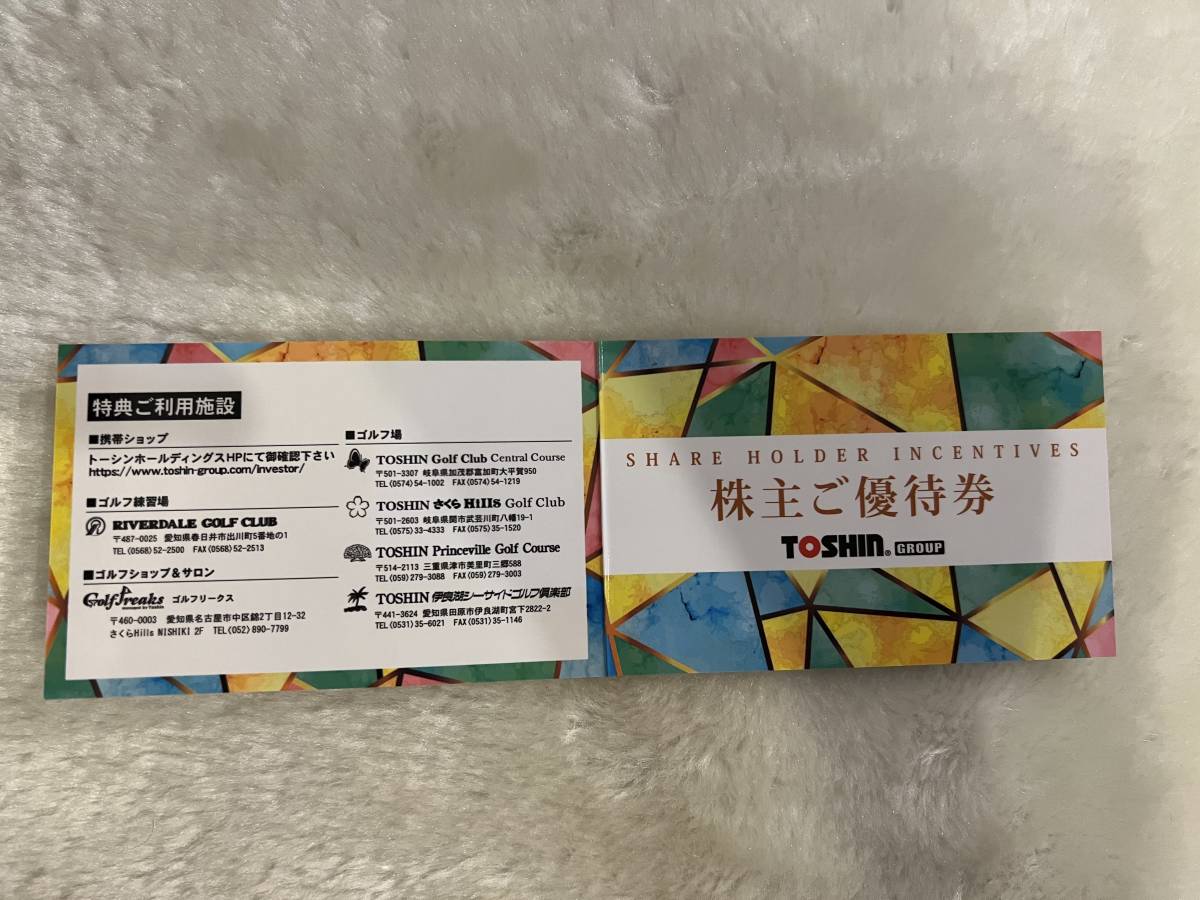 特典ご利用施設
■携帯ショップ
トーシンホールディングスHPにて御確認下さい
https://www.toshin-group.com/investor/
■ゴルフ練習場
RIVERDALE GOLF CLUB
〒487-0025 愛知県春日井市出川町5番地の1
TEL(0568)52-2500 FAX(0568)52-2513
■ゴルフショップ&サロン
Golf Freaks ゴルフリークス
〒460-0003 愛知県名古屋市中区錦2丁目12-32
さくらHills NISHIKI 2F TEL(052)890-7799
■ゴルフ場
TOSHIN Golf Club Central Course
〒501-3307 岐阜県加茂郡富加町大平賀950
TEL(0574)54-1002 FAX(0574)54-1219
TOSHIN さくら Hills Golf Club
〒501-2603 岐阜県関市武芸川町八幡19-1
TEL(0575)33-4333 FAX(0575)35-1520
TOSHIN Princeville Golf Course
〒514-2113 三重県津市美里町三郷588
TEL(059)279-3088 FAX(059)279-3003
TOSHIN 伊良湖シーサイドゴルフ倶楽部
〒441-3624 愛知県田原市伊良湖町宮下2822-2
TEL(0531)35-6021 FAX(0531)35-1146
SHARE HOLDER INCENTIVES
株主ご優待券
TOSHIN® GROUP